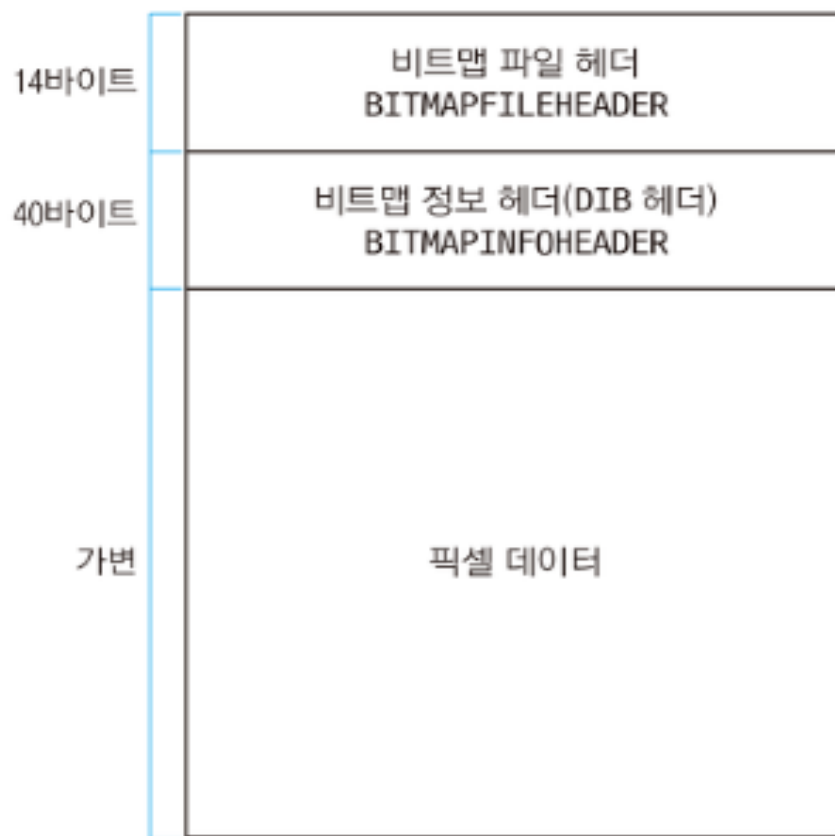 14바이트
비트맵 파일 헤더
BITMAPFILEHEADER
40바이트
비트맵 정보 헤더(DIB 헤더)
BITMAPINFOHEADER
가변
픽셀 데이터